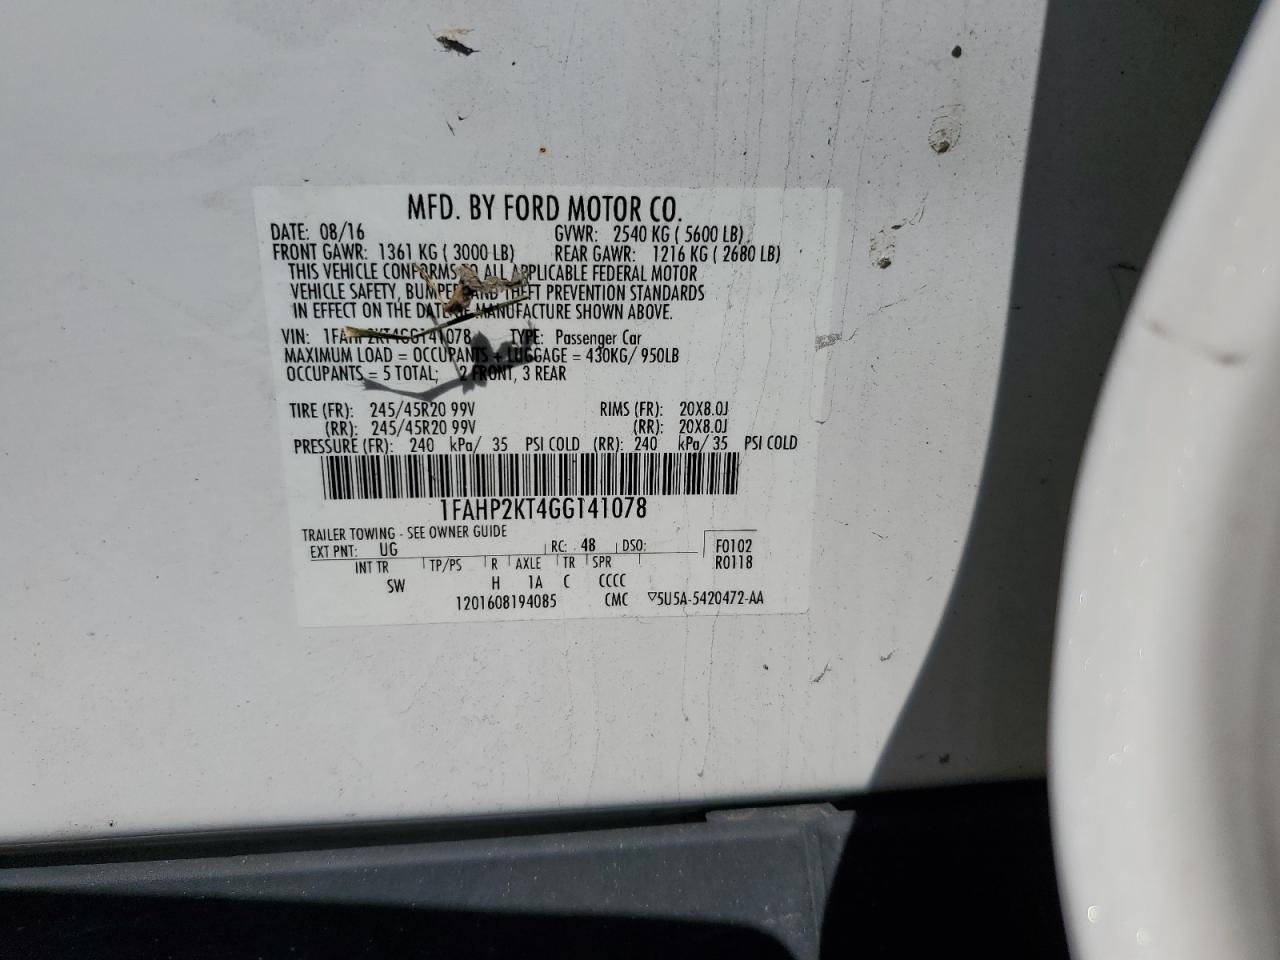 MFD. BY FORD MOTOR CO.
DATE: 08/16 GVWR: 2540 KG ( 5600 LB)
FRONT GAWR: 1361 KG ( 3000 LB) REAR GAWR: 1216 KG ( 2680 LB)
THIS VEHICLE CONFORMS TO ALL APPLICABLE FEDERAL MOTOR
VEHICLE SAFETY, BUMPER AND THEFT PREVENTION STANDARDS
IN EFFECT ON THE DATE OF MANUFACTURE SHOWN ABOVE.
VIN: 1FAHP2KT4GG141078 TYPE: Passenger Car
MAXIMUM LOAD = OCCUPANTS + LUGGAGE = 430KG/ 950LB
OCCUPANTS = 5 TOTAL; 2 FRONT, 3 REAR
TIRE (FR): 245/45R20 99V RIMS (FR): 20X8.0J
(RR): 245/45R20 99V (RR): 20X8.0J
PRESSURE (FR): 240 kPa/ 35 PSI COLD (RR): 240 kPa/ 35 PSI COLD
1FAHP2KT4GG141078
TRAILER TOWING - SEE OWNER GUIDE
EXT PNT: UG RC: 48 DSO: F0102
INT TR TP/PS R AXLE TR SPR R0118
SW H 1A C CCCC
1201608194085 CMC ▽5U5A-5420472-AA